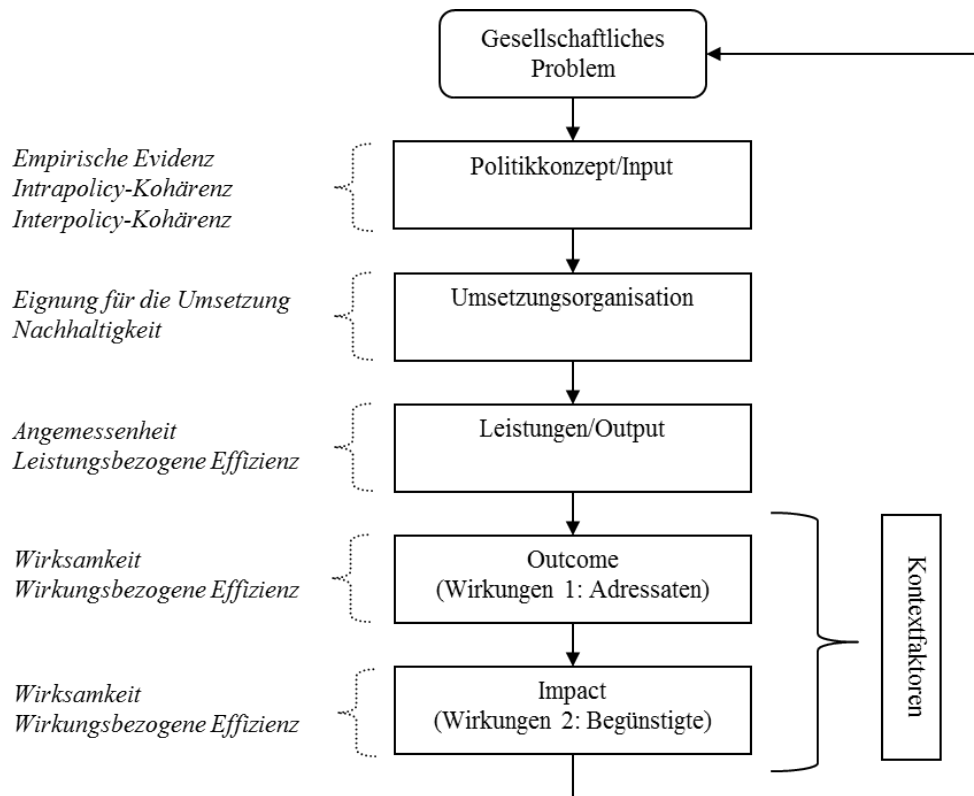 Gesellschaftliches
Problem
Empirische Evidenz
Intrapolicy-Kohärenz
Interpolicy-Kohärenz
Politikkonzept/Input
Eignung für die Umsetzung
Nachhaltigkeit
Umsetzungsorganisation
Angemessenheit
Leistungsbezogene Effizienz
Leistungen/Output
Wirksamkeit
Wirkungsbezogene Effizienz
Outcome
(Wirkungen 1: Adressaten)
Wirksamkeit
Wirkungsbezogene Effizienz
Impact
(Wirkungen 2: Begünstigte)
Kontextfaktoren